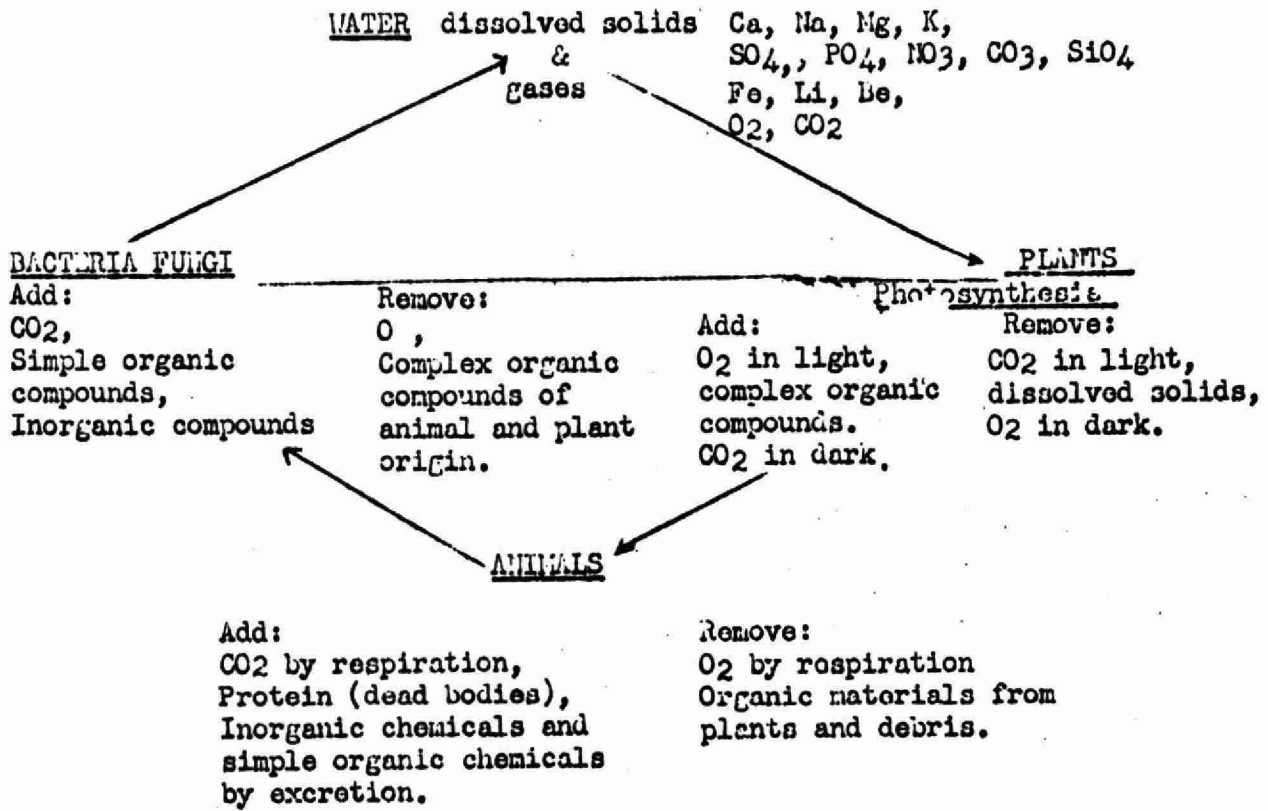 WATER dissolved solids Ca, Na, Mg, K,
& SO4,, PO4, NO3, CO3, SiO4
gases Fe, Li, Be,
O2, CO2
BACTERIA FUNGI
Add:
CO2,
Simple organic
compounds,
Inorganic compounds
Remove:
O ,
Complex organic
compounds of
animal and plant
origin.
PLANTS
Photosynthesis
Add:
O2 in light,
complex organic
compounds.
CO2 in dark.
Remove:
CO2 in light,
dissolved solids,
O2 in dark.
ANIMALS
Add:
CO2 by respiration,
Protein (dead bodies),
Inorganic chemicals and
simple organic chemicals
by excretion.
Remove:
O2 by respiration
Organic materials from
plants and debris.